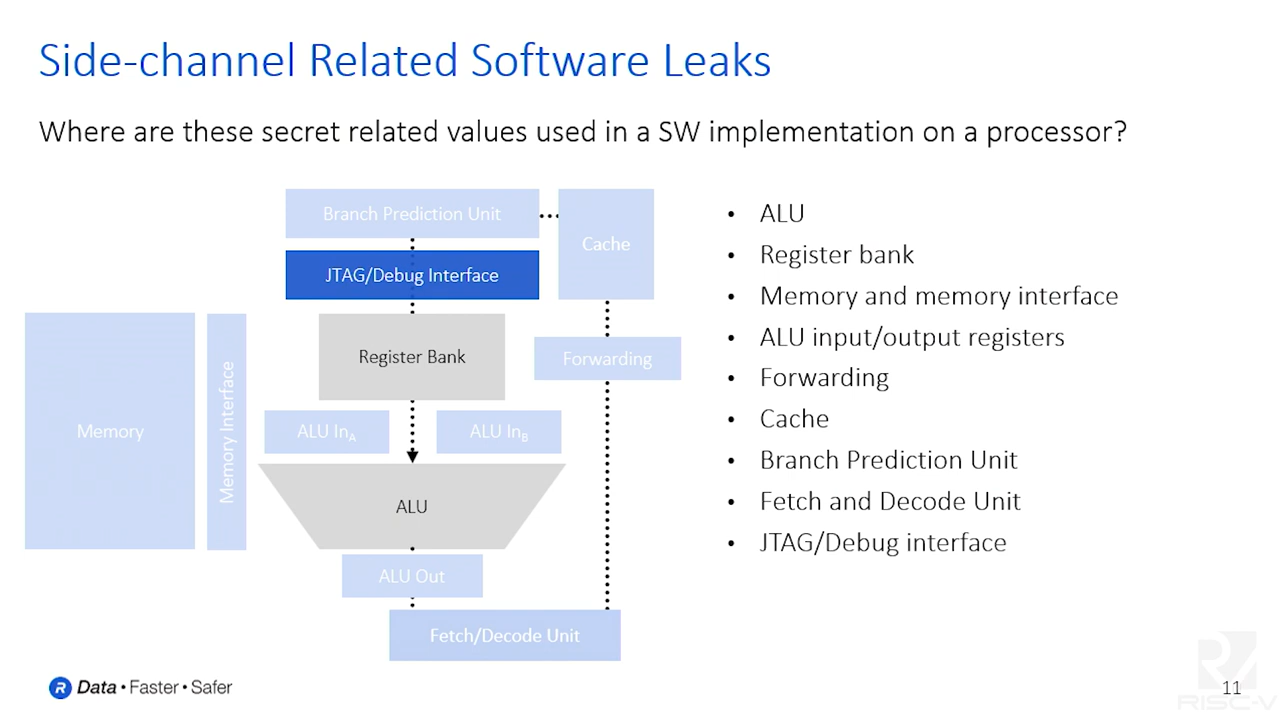 Side-channel Related Software Leaks
Where are these secret related values used in a SW implementation on a processor?
Branch Prediction Unit
Cache
JTAG/Debug Interface
Register Bank
Forwarding
Memory
Memory Interface
ALU InA
ALU InB
ALU
ALU Out
Fetch/Decode Unit
• ALU
• Register bank
• Memory and memory interface
• ALU input/output registers
• Forwarding
• Cache
• Branch Prediction Unit
• Fetch and Decode Unit
• JTAG/Debug interface
R Data • Faster • Safer
11
RISC-V